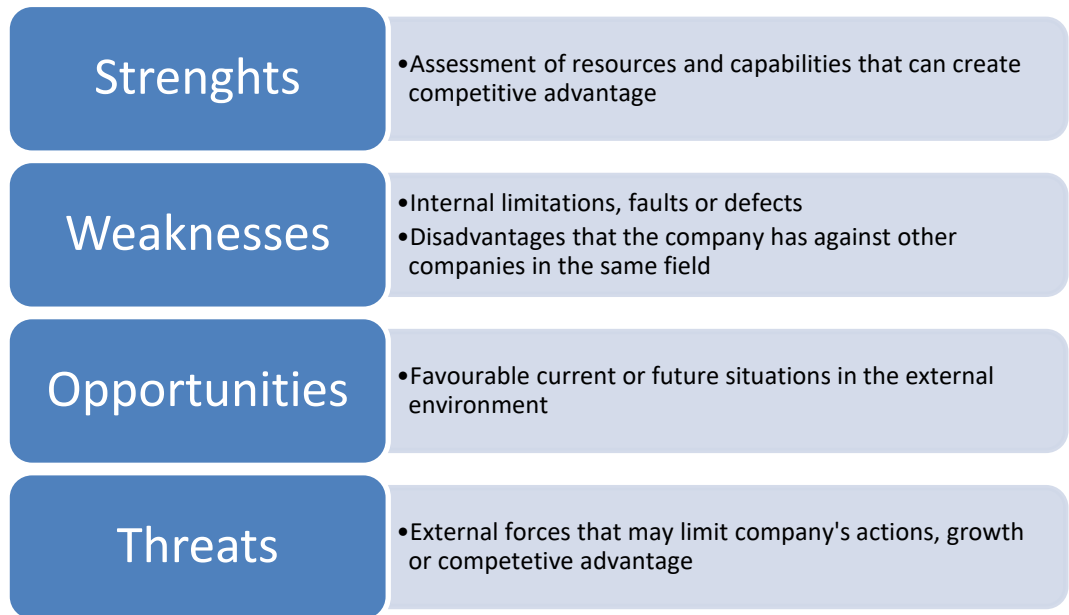 Strenghts
•Assessment of resources and capabilities that can create
competitive advantage
Weaknesses
•Internal limitations, faults or defects
•Disadvantages that the company has against other
companies in the same field
Opportunities
•Favourable current or future situations in the external
environment
Threats
•External forces that may limit company's actions, growth
or competetive advantage